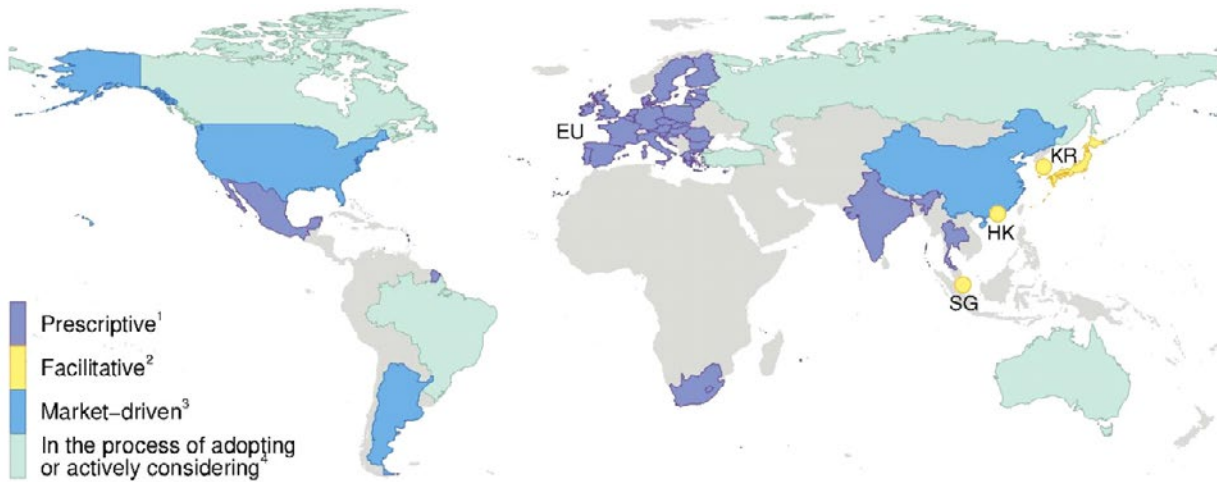 EU
KR
HK
SG
Prescriptive¹
Facilitative²
Market–driven³
In the process of adopting
or actively considering⁴